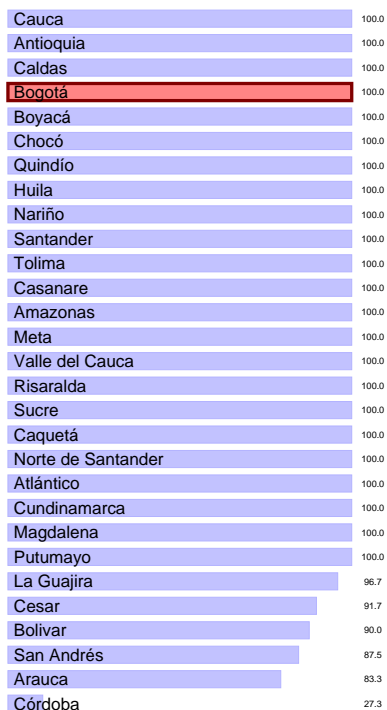 Cauca 100.0
Antioquia 100.0
Caldas 100.0
Bogotá 100.0
Boyacá 100.0
Chocó 100.0
Quindío 100.0
Huila 100.0
Nariño 100.0
Santander 100.0
Tolima 100.0
Casanare 100.0
Amazonas 100.0
Meta 100.0
Valle del Cauca 100.0
Risaralda 100.0
Sucre 100.0
Caquetá 100.0
Norte de Santander 100.0
Atlántico 100.0
Cundinamarca 100.0
Magdalena 100.0
Putumayo 100.0
La Guajira 96.7
Cesar 91.7
Bolivar 90.0
San Andrés 87.5
Arauca 83.3
Córdoba 27.3